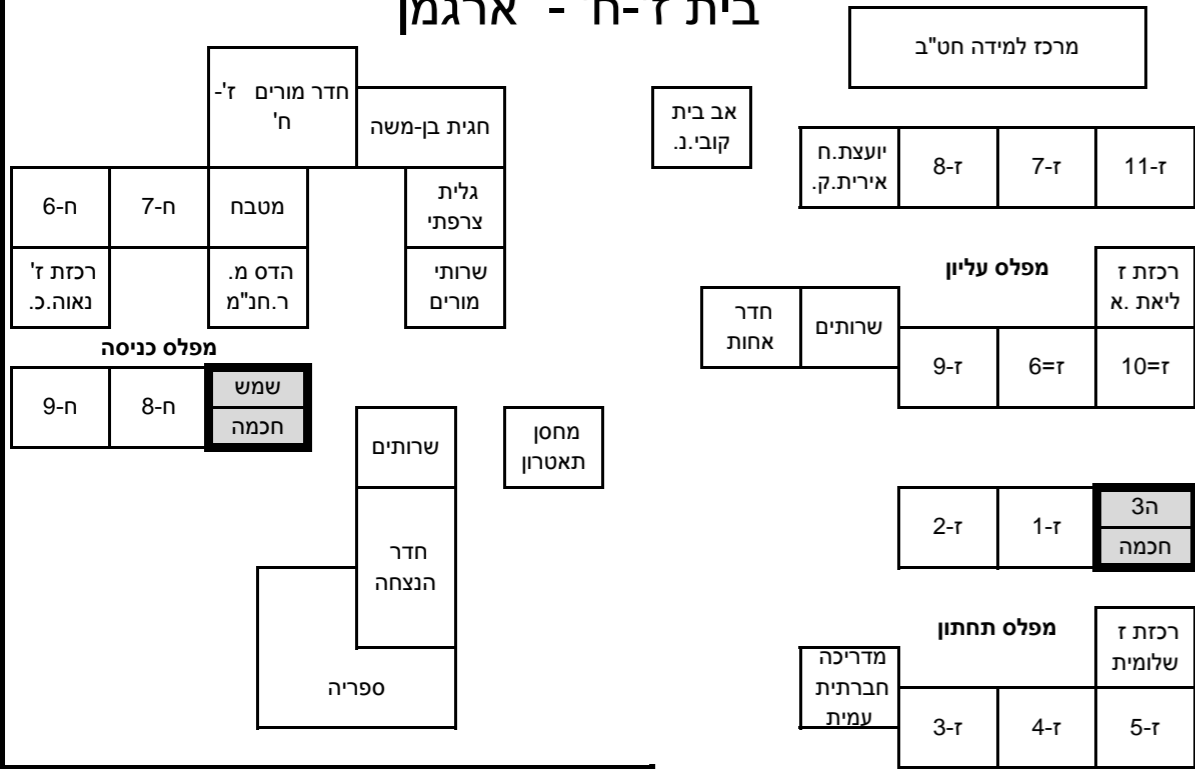 בית ז'-ח' - ארגמן
מרכז למידה חט"ב
חדר מורים ז'-
ח'
חגית בן-משה
אב בית
קובי.נ.
יועצת.ח
אירית.ק.
ז-8
ז-7
ז-11
ח-6
ח-7
מטבח
גלית
צרפתי
רכזת ז'
נאוה.כ.
הדס מ.
ר.חנ"מ
שרותי
מורים
מפלס עליון
רכזת ז
ליאת .א
חדר
אחות
שרותים
ז-9
ז=6
ז=10
מפלס כניסה
ח-9
ח-8
שמש
חכמה
שרותים
מחסן
תאטרון
חדר
הנצחה
ספריה
ז-2
ז-1
ה3
חכמה
מפלס תחתון
רכזת ז
שלומית
מדריכה
חברתית
עמית
ז-3
ז-4
ז-5